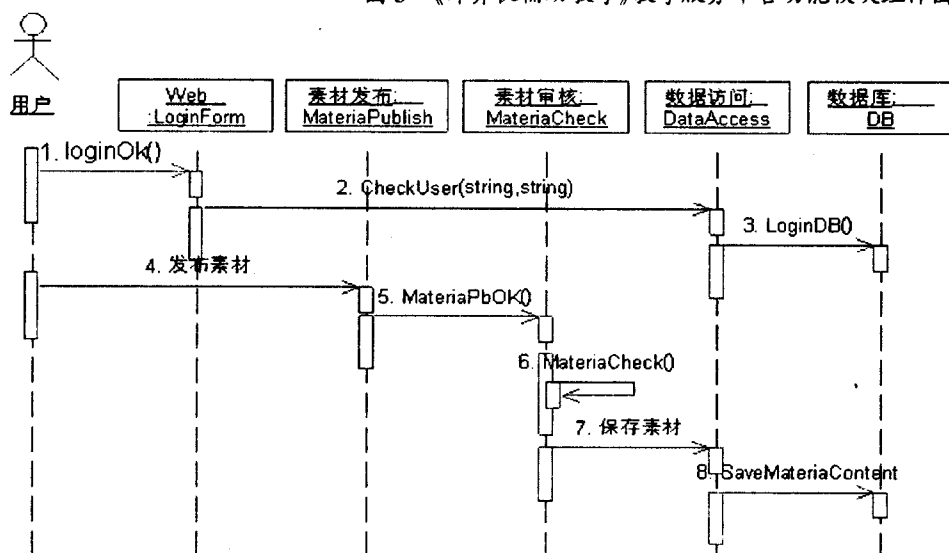 用户
Web
:LoginForm
素材发布:
MateriaPublish
素材审核:
MateriaCheck
数据访问:
DataAccess
数据库:
DB
1. loginOk()
2. CheckUser(string,string)
3. LoginDB()
4. 发布素材
5. MateriaPbOK()
6. MateriaCheck()
7. 保存素材
8. SaveMateriaContent